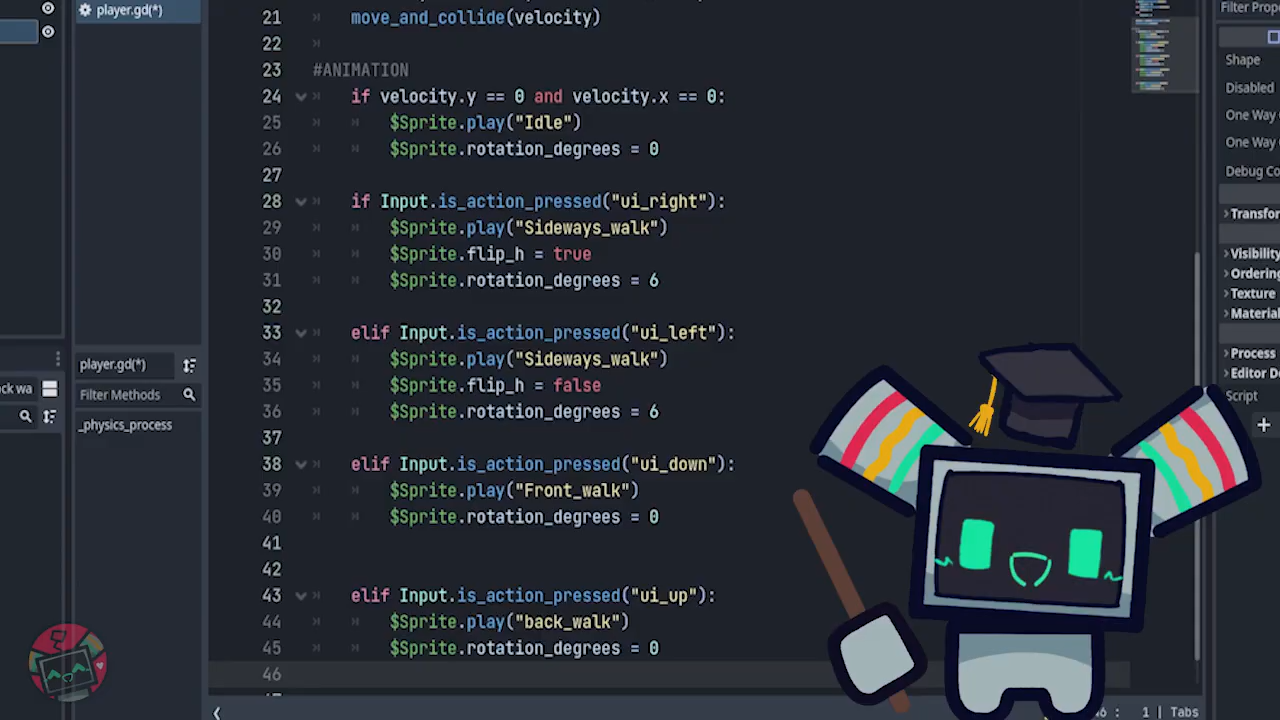 player.gd(*)
Filter Prope
21 move_and_collide(velocity)
22
23 #ANIMATION
24 if velocity.y == 0 and velocity.x == 0:
25 $Sprite.play("Idle")
26 $Sprite.rotation_degrees = 0
27
28 if Input.is_action_pressed("ui_right"):
29 $Sprite.play("Sideways_walk")
30 $Sprite.flip_h = true
31 $Sprite.rotation_degrees = 6
32
33 elif Input.is_action_pressed("ui_left"):
34 $Sprite.play("Sideways_walk")
35 $Sprite.flip_h = false
36 $Sprite.rotation_degrees = 6
37
38 elif Input.is_action_pressed("ui_down"):
39 $Sprite.play("Front_walk")
40 $Sprite.rotation_degrees = 0
41
42
43 elif Input.is_action_pressed("ui_up"):
44 $Sprite.play("back_walk")
45 $Sprite.rotation_degrees = 0
46
player.gd(*)
ck wa
Filter Methods
_physics_process
Shape
Disabled
One Way
One Way
Debug Co
Transfor
Visibility
Ordering
Texture
Material
Process
Editor De
Script
1 | Tabs